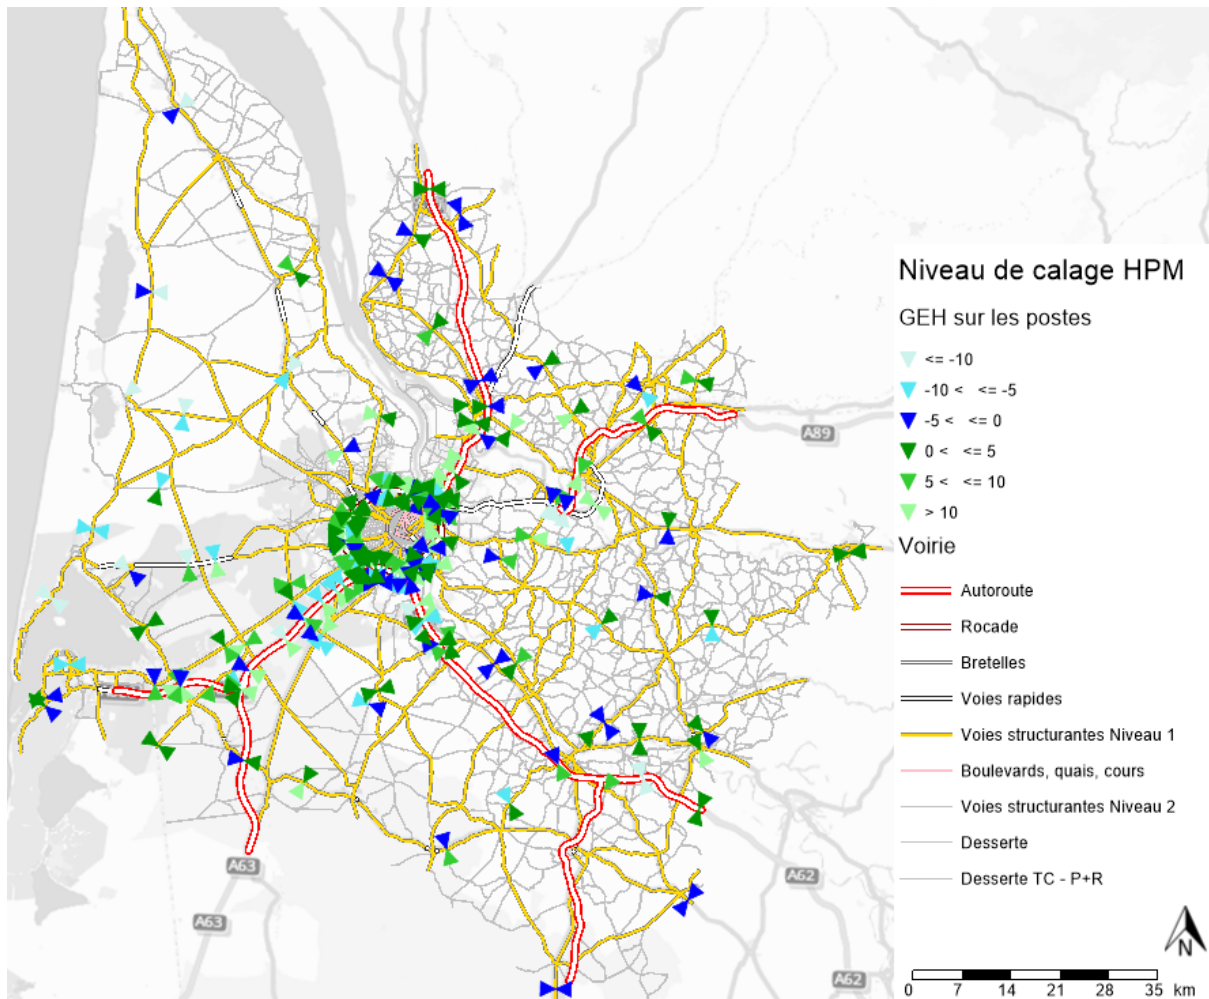 Niveau de calage HPM
GEH sur les postes
<= -10
-10 < <= -5
-5 < <= 0
0 < <= 5
5 < <= 10
> 10
Voirie
Autoroute
Rocade
Bretelles
Voies rapides
Voies structurantes Niveau 1
Boulevards, quais, cours
Voies structurantes Niveau 2
Desserte
Desserte TC - P+R
A89
A63
A63
A62
A62
N
0 7 14 21 28 35 km